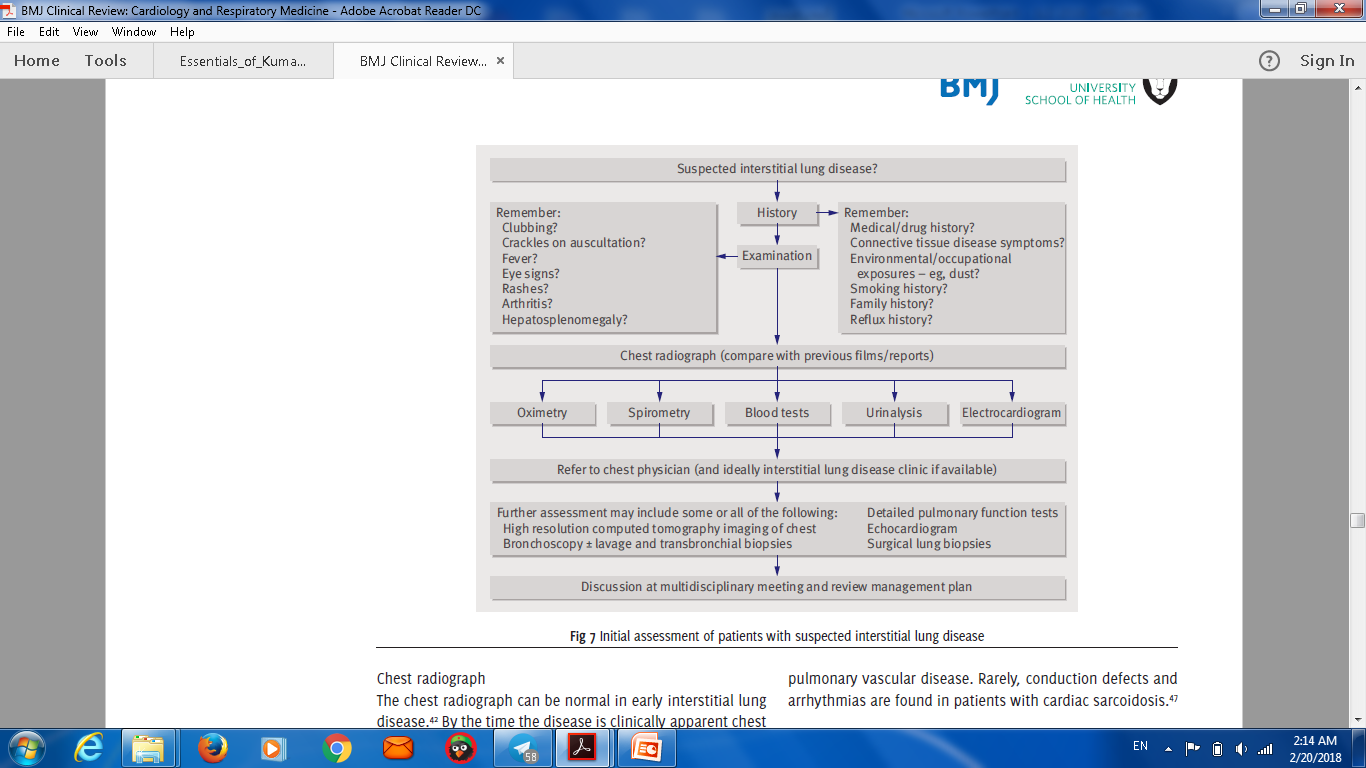 BMJ Clinical Review: Cardiology and Respiratory Medicine - Adobe Acrobat Reader DC
File Edit View Window Help
Home Tools Essentials_of_Kuma... BMJ Clinical Review... × ? Sign In
BMJ
UNIVERSITY
SCHOOL OF HEALTH
Suspected interstitial lung disease?
Remember:
Clubbing?
Crackles on auscultation?
Fever?
Eye signs?
Rashes?
Arthritis?
Hepatosplenomegaly?
History
Examination
Remember:
Medical/drug history?
Connective tissue disease symptoms?
Environmental/occupational
exposures – eg, dust?
Smoking history?
Family history?
Reflux history?
Chest radiograph (compare with previous films/reports)
Oximetry Spirometry Blood tests Urinalysis Electrocardiogram
Refer to chest physician (and ideally interstitial lung disease clinic if available)
Further assessment may include some or all of the following:
High resolution computed tomography imaging of chest
Bronchoscopy ± lavage and transbronchial biopsies
Detailed pulmonary function tests
Echocardiogram
Surgical lung biopsies
Discussion at multidisciplinary meeting and review management plan
Fig 7 Initial assessment of patients with suspected interstitial lung disease
Chest radiograph
The chest radiograph can be normal in early interstitial lung
disease.⁴² By the time the disease is clinically apparent chest
pulmonary vascular disease. Rarely, conduction defects and
arrhythmias are found in patients with cardiac sarcoidosis.⁴⁷
58
EN
2:14 AM
2/20/2018